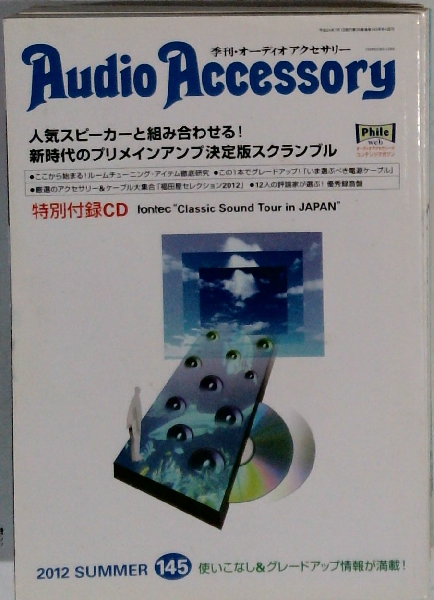 季刊・オーディオアクセサリー
Audio Accessory
人気スピーカーと組み合わせる!
新時代のプリメインアンプ決定版スクランブル
Phile
web
●ここから始まる!ルームチューニング・アイテム徹底研究 ●この1本でグレードアップ!「いま選ぶべき電源ケーブル」
●厳選のアクセサリー&ケーブル大集合「福田屋セレクション2012」 ●12人の評論家が選ぶ! 優秀録音盤
特別付録CD fontec "Classic Sound Tour in JAPAN"
2012 SUMMER 145 使いこなし&グレードアップ情報が満載!